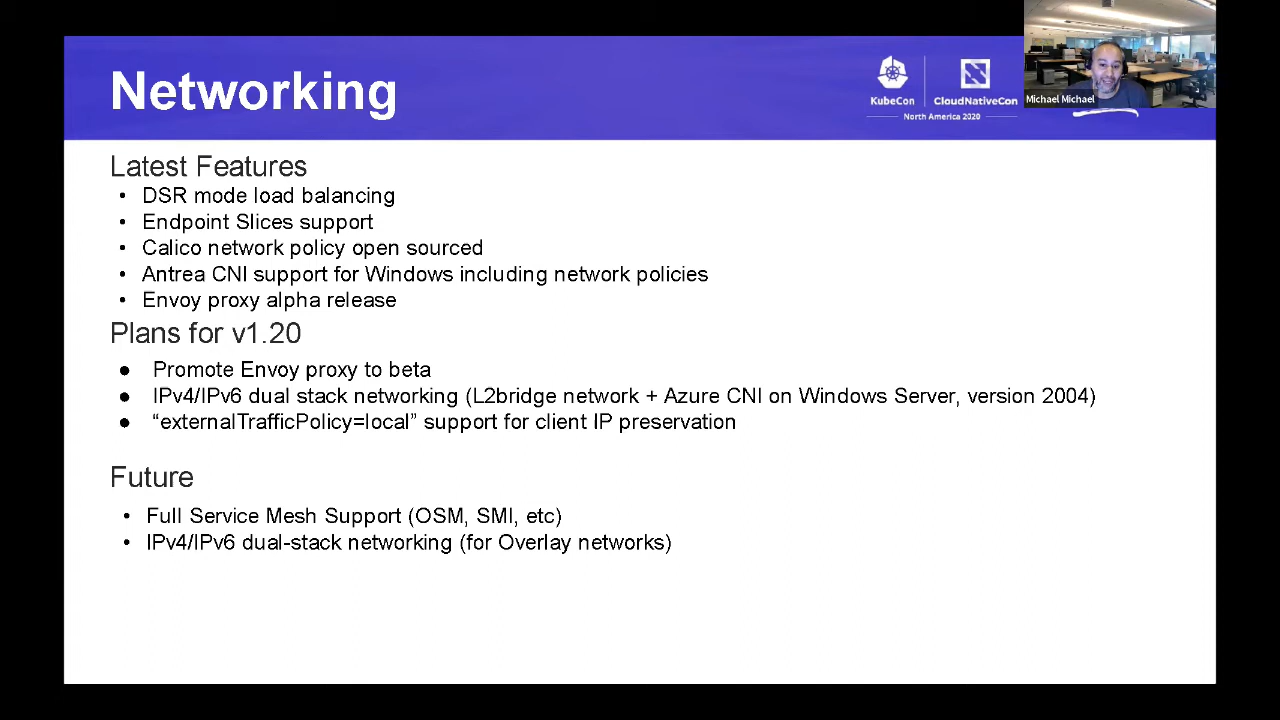 Networking
KubeCon
CloudNativeCon
North America 2020
Michael Michael
Latest Features
• DSR mode load balancing
• Endpoint Slices support
• Calico network policy open sourced
• Antrea CNI support for Windows including network policies
• Envoy proxy alpha release
Plans for v1.20
● Promote Envoy proxy to beta
● IPv4/IPv6 dual stack networking (L2bridge network + Azure CNI on Windows Server, version 2004)
● “externalTrafficPolicy=local” support for client IP preservation
Future
• Full Service Mesh Support (OSM, SMI, etc)
• IPv4/IPv6 dual-stack networking (for Overlay networks)